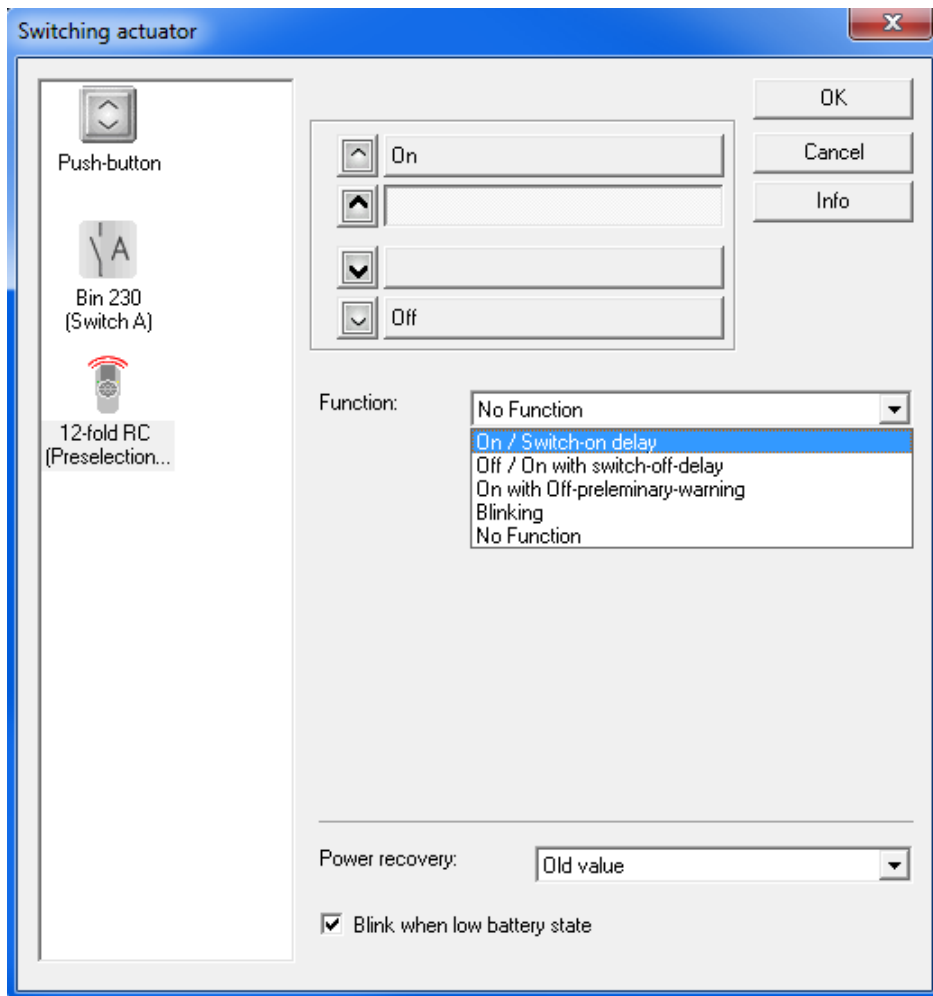 Switching actuator
Push-button
A
Bin 230
(Switch A)
12-fold RC
(Preselection...
On
Off
OK
Cancel
Info
Function:
No Function
On / Switch-on delay
Off / On with switch-off-delay
On with Off-preleminary-warning
Blinking
No Function
Power recovery:
Old value
Blink when low battery state